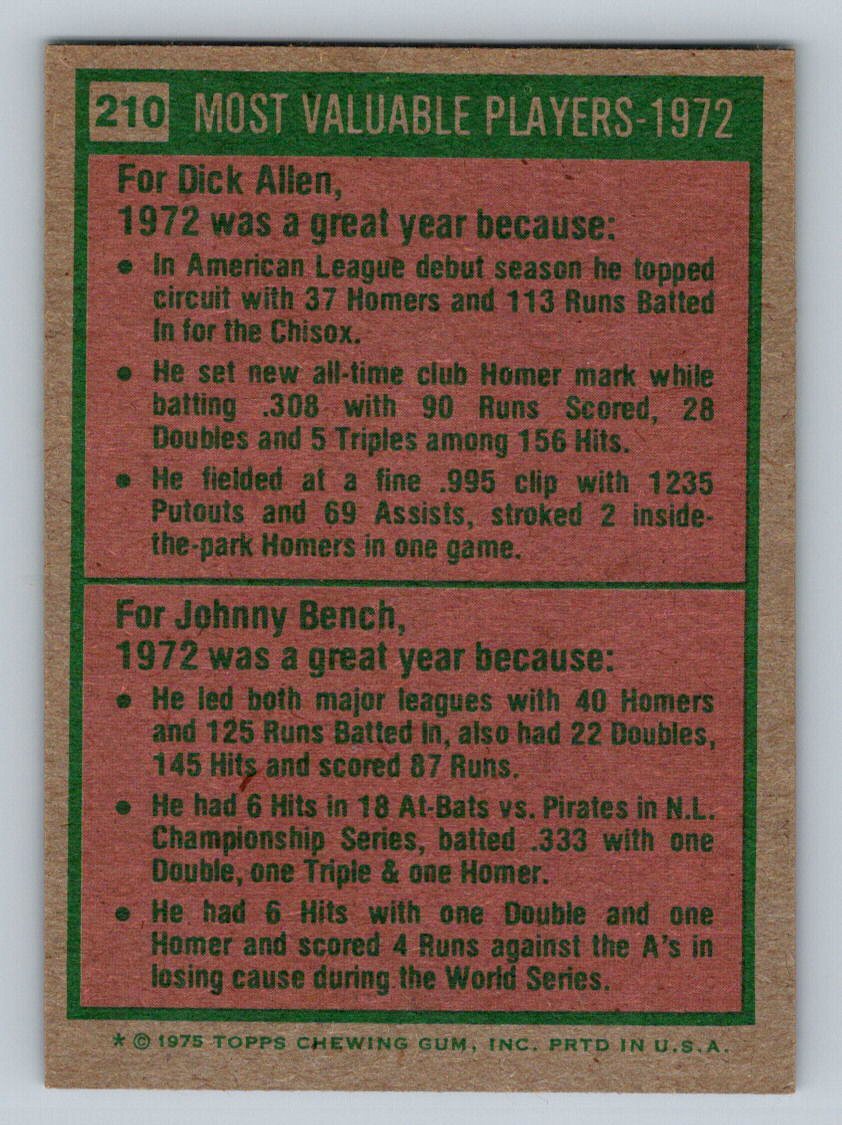 210 MOST VALUABLE PLAYERS-1972
For Dick Allen,
1972 was a great year because:
• In American League debut season he topped
circuit with 37 Homers and 113 Runs Batted
In for the Chisox.
• He set new all-time club Homer mark while
batting .308 with 90 Runs Scored, 28
Doubles and 5 Triples among 156 Hits.
• He fielded at a fine .995 clip with 1235
Putouts and 69 Assists, stroked 2 inside-
the-park Homers in one game.
For Johnny Bench,
1972 was a great year because:
• He led both major leagues with 40 Homers
and 125 Runs Batted In, also had 22 Doubles,
145 Hits and scored 87 Runs.
• He had 6 Hits in 18 At-Bats vs. Pirates in N.L.
Championship Series, batted .333 with one
Double, one Triple & one Homer.
• He had 6 Hits with one Double and one
Homer and scored 4 Runs against the A's in
losing cause during the World Series.
* © 1975 TOPPS CHEWING GUM, INC. PRTD IN U.S.A.